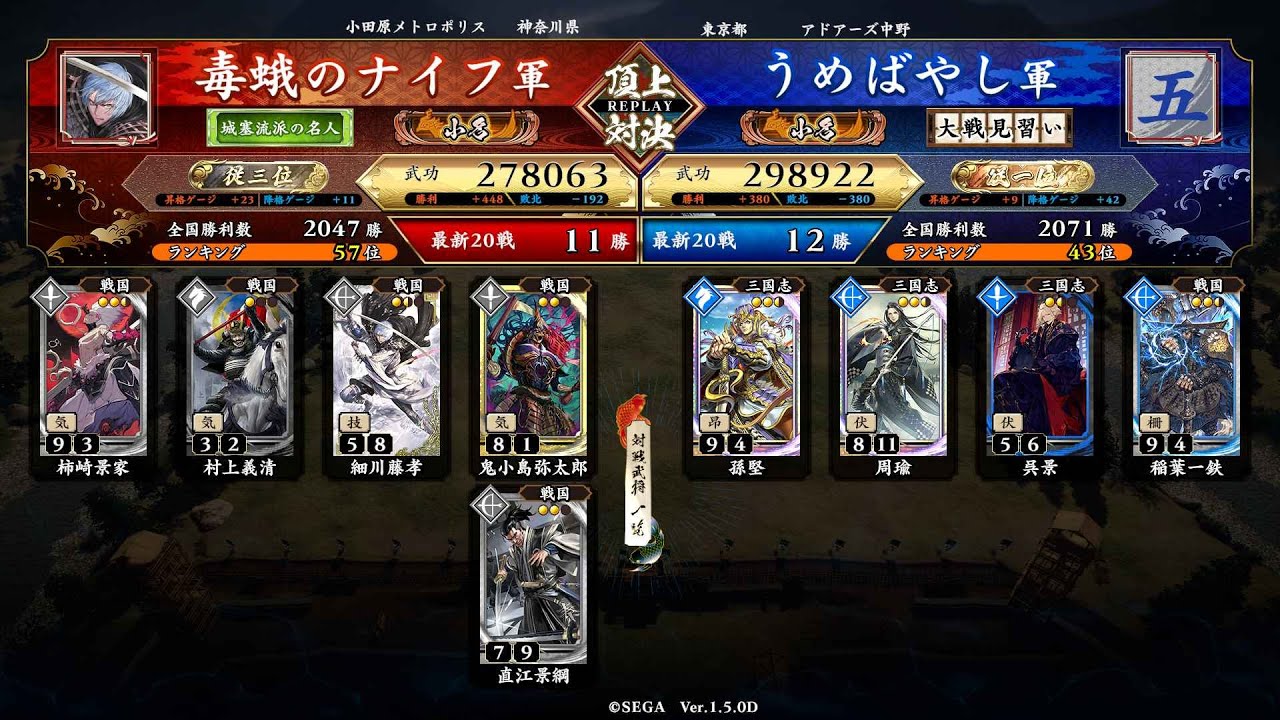 小田原メトロポリス 神奈川県
東京都 アドアーズ中野
毒蛾のナイフ軍
頂上
REPLAY
対決
うめばやし軍
五
城塞流派の名人
小名
小名
大戦見習い
従三位
武功 278063
武功 298922
従一位
昇格ゲージ +23 降格ゲージ +11
勝利 +448 敗北 -192
勝利 +380 敗北 -380
昇格ゲージ +9 降格ゲージ +42
全国勝利数 2047勝
ランキング 57位
最新20戦 11勝
最新20戦 12勝
全国勝利数 2071勝
ランキング 43位
戦国
気
9 3
柿崎景家
戦国
気
3 2
村上義清
戦国
技
5 8
細川藤孝
戦国
気
8 1
鬼小島弥太郎
対戦武将一覧
三国志
昂
9 4
孫堅
三国志
伏
8 11
周瑜
三国志
伏
5 6
呉景
戦国
柵
9 4
稲葉一鉄
戦国
7 9
直江景綱
©SEGA Ver.1.5.0D